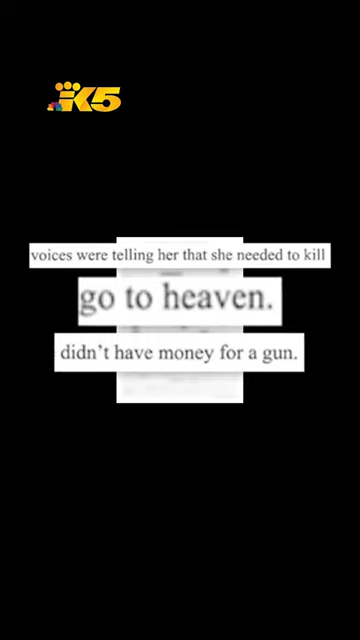 K5
voices were telling her that she needed to kill
go to heaven.
didn't have money for a gun.